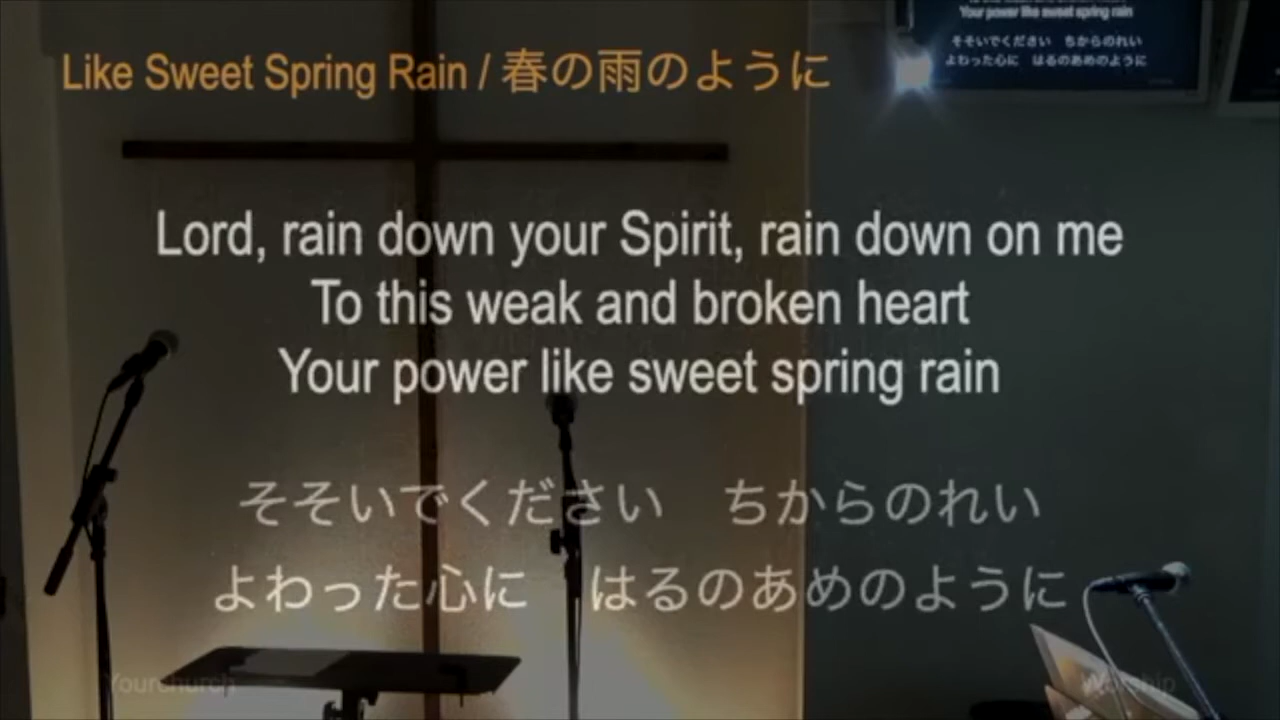 Your power like sweet spring rain
そそいでください　ちからのれい
よわった心に　はるのあめのように
Like Sweet Spring Rain / 春の雨のように
Lord, rain down your Spirit, rain down on me
To this weak and broken heart
Your power like sweet spring rain
そそいでください　ちからのれい
よわった心に　はるのあめのように
Yourchurch
Worship